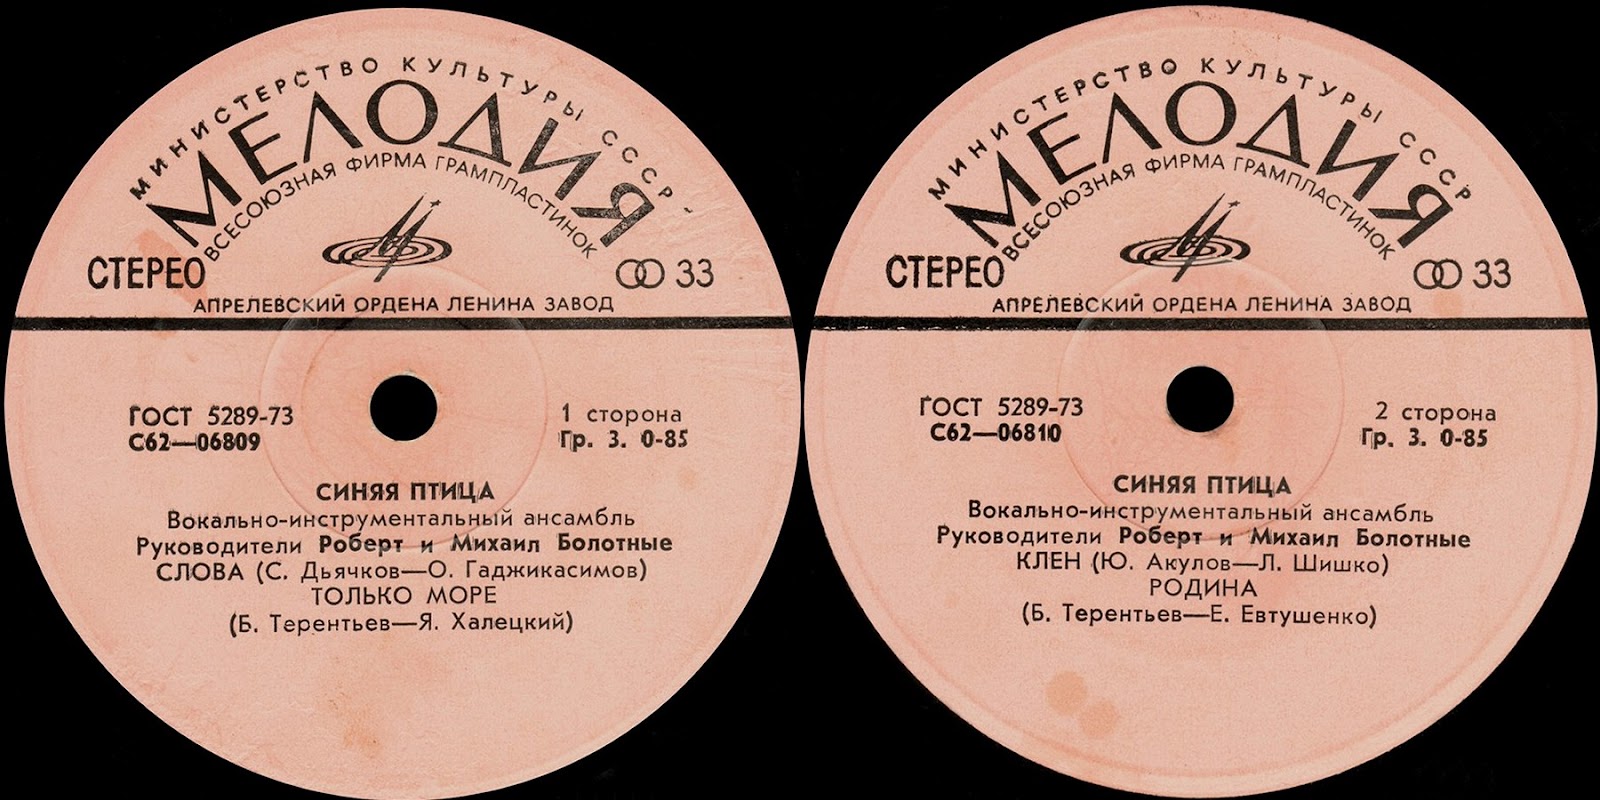 МИНИСТЕРСТВО КУЛЬТУРЫ СССР
МЕЛОДИЯ
ВСЕСОЮЗНАЯ ФИРМА ГРАМПЛАСТИНОК
СТЕРЕО 33
АПРЕЛЕВСКИЙ ОРДЕНА ЛЕНИНА ЗАВОД
ГОСТ 5289-73 1 сторона
С62—06809 Гр. 3. 0-85
СИНЯЯ ПТИЦА
Вокально-инструментальный ансамбль
Руководители Роберт и Михаил Болотные
СЛОВА (С. Дьячков—О. Гаджикасимов)
ТОЛЬКО МОРЕ
(Б. Терентьев—Я. Халецкий)
МИНИСТЕРСТВО КУЛЬТУРЫ СССР
МЕЛОДИЯ
ВСЕСОЮЗНАЯ ФИРМА ГРАМПЛАСТИНОК
СТЕРЕО 33
АПРЕЛЕВСКИЙ ОРДЕНА ЛЕНИНА ЗАВОД
ГОСТ 5289-73 2 сторона
С62—06810 Гр. 3. 0-85
СИНЯЯ ПТИЦА
Вокально-инструментальный ансамбль
Руководители Роберт и Михаил Болотные
КЛЕН (Ю. Акулов—Л. Шишко)
РОДИНА
(Б. Терентьев—Е. Евтушенко)